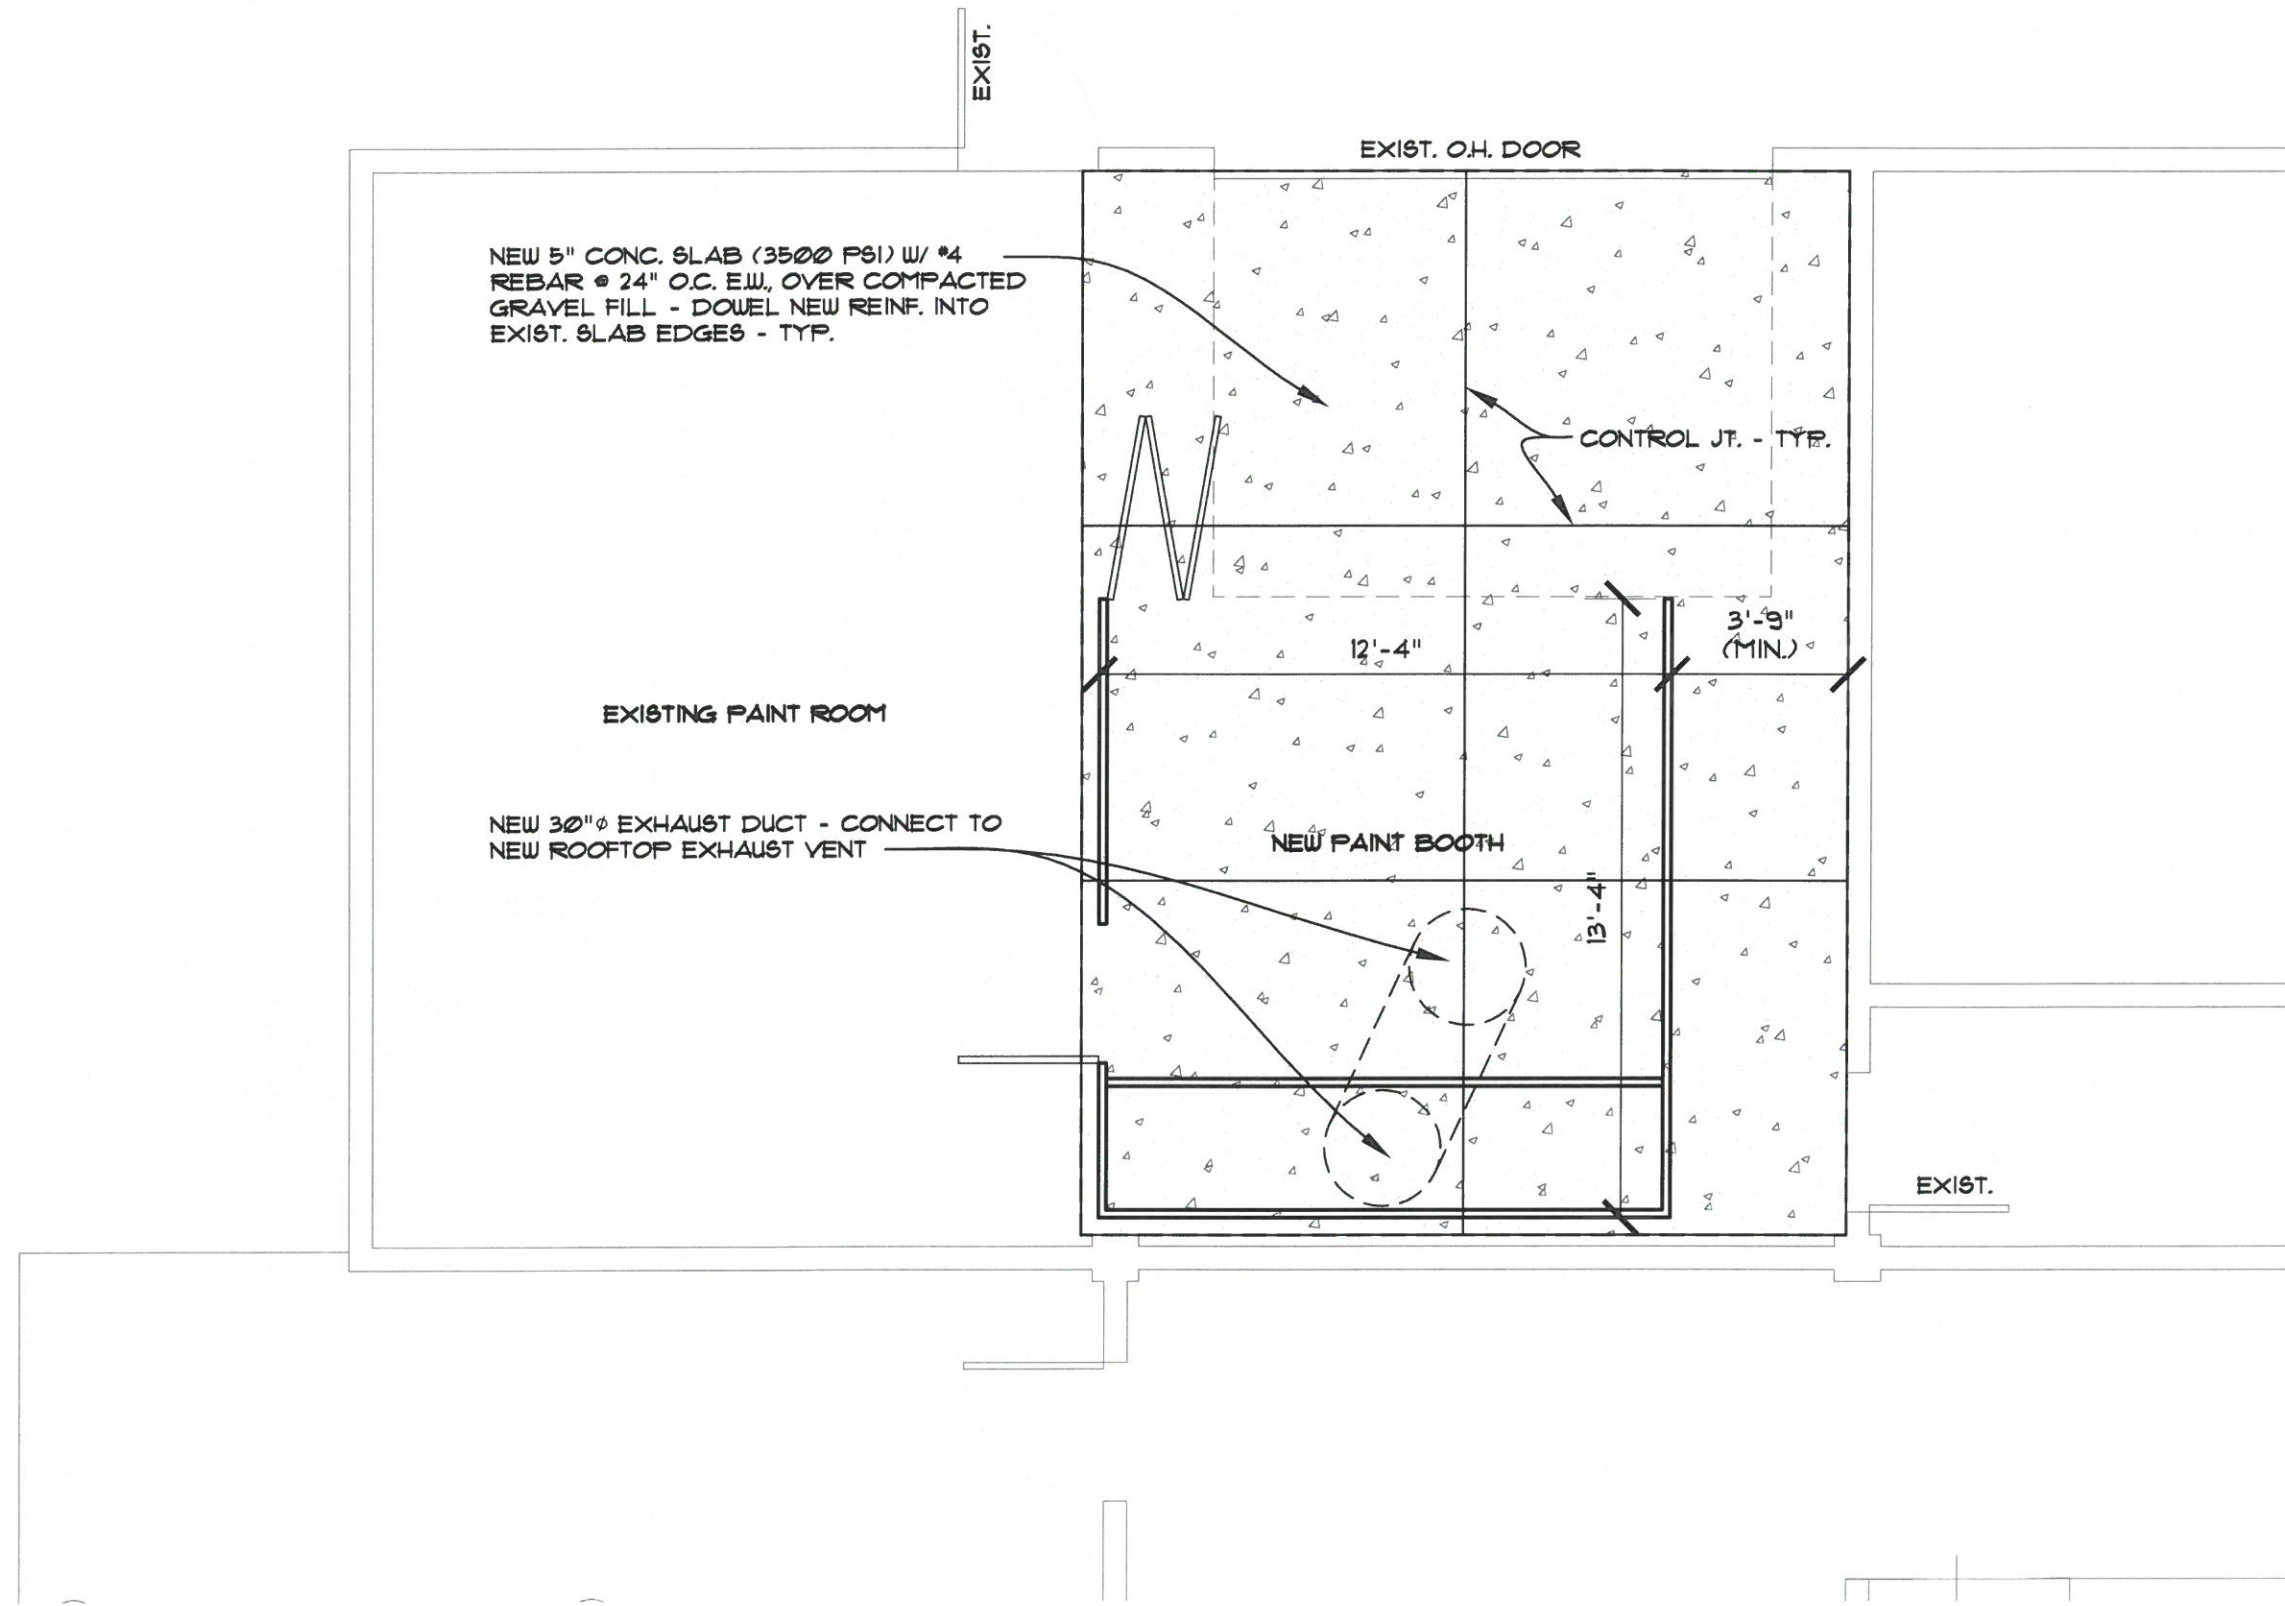 EXIST.
EXIST. O.H. DOOR
NEW 5" CONC. SLAB (3500 PSI) W/ #4
REBAR @ 24" O.C. E.W., OVER COMPACTED
GRAVEL FILL - DOWEL NEW REINF. INTO
EXIST. SLAB EDGES - TYP.
CONTROL JT. - TYP.
3'-9"
(MIN.)
12'-4"
EXISTING PAINT ROOM
NEW 30"⌀ EXHAUST DUCT - CONNECT TO
NEW ROOFTOP EXHAUST VENT
NEW PAINT BOOTH
13'-4"
EXIST.